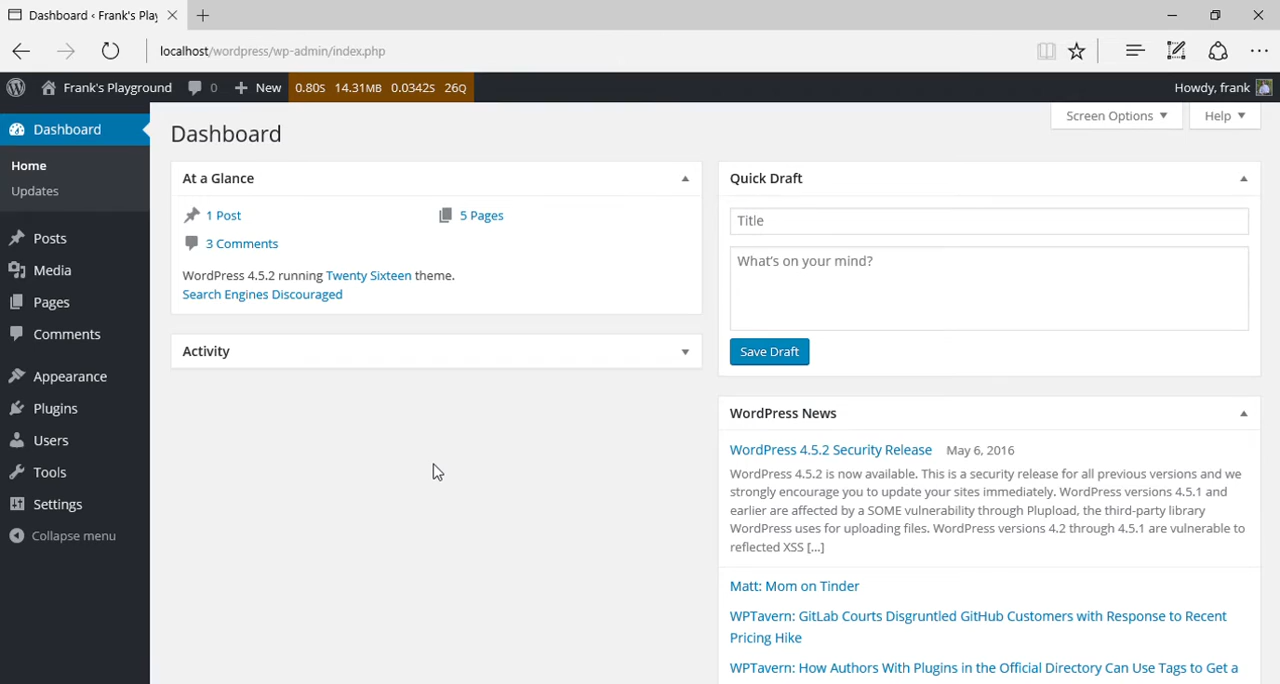 Dashboard ‹ Frank's Play
localhost/wordpress/wp-admin/index.php
Frank's Playground 0 New 0.80S 14.31MB 0.0342S 26Q Howdy, frank
Screen Options ▼ Help ▼
Dashboard
Home
Updates
Posts
Media
Pages
Comments
Appearance
Plugins
Users
Tools
Settings
Collapse menu
Dashboard
At a Glance
1 Post 5 Pages
3 Comments
WordPress 4.5.2 running Twenty Sixteen theme.
Search Engines Discouraged
Activity
Quick Draft
Title
What's on your mind?
Save Draft
WordPress News
WordPress 4.5.2 Security Release May 6, 2016
WordPress 4.5.2 is now available. This is a security release for all previous versions and we
strongly encourage you to update your sites immediately. WordPress versions 4.5.1 and
earlier are affected by a SOME vulnerability through Plupload, the third-party library
WordPress uses for uploading files. WordPress versions 4.2 through 4.5.1 are vulnerable to
reflected XSS […]
Matt: Mom on Tinder
WPTavern: GitLab Courts Disgruntled GitHub Customers with Response to Recent
Pricing Hike
WPTavern: How Authors With Plugins in the Official Directory Can Use Tags to Get a